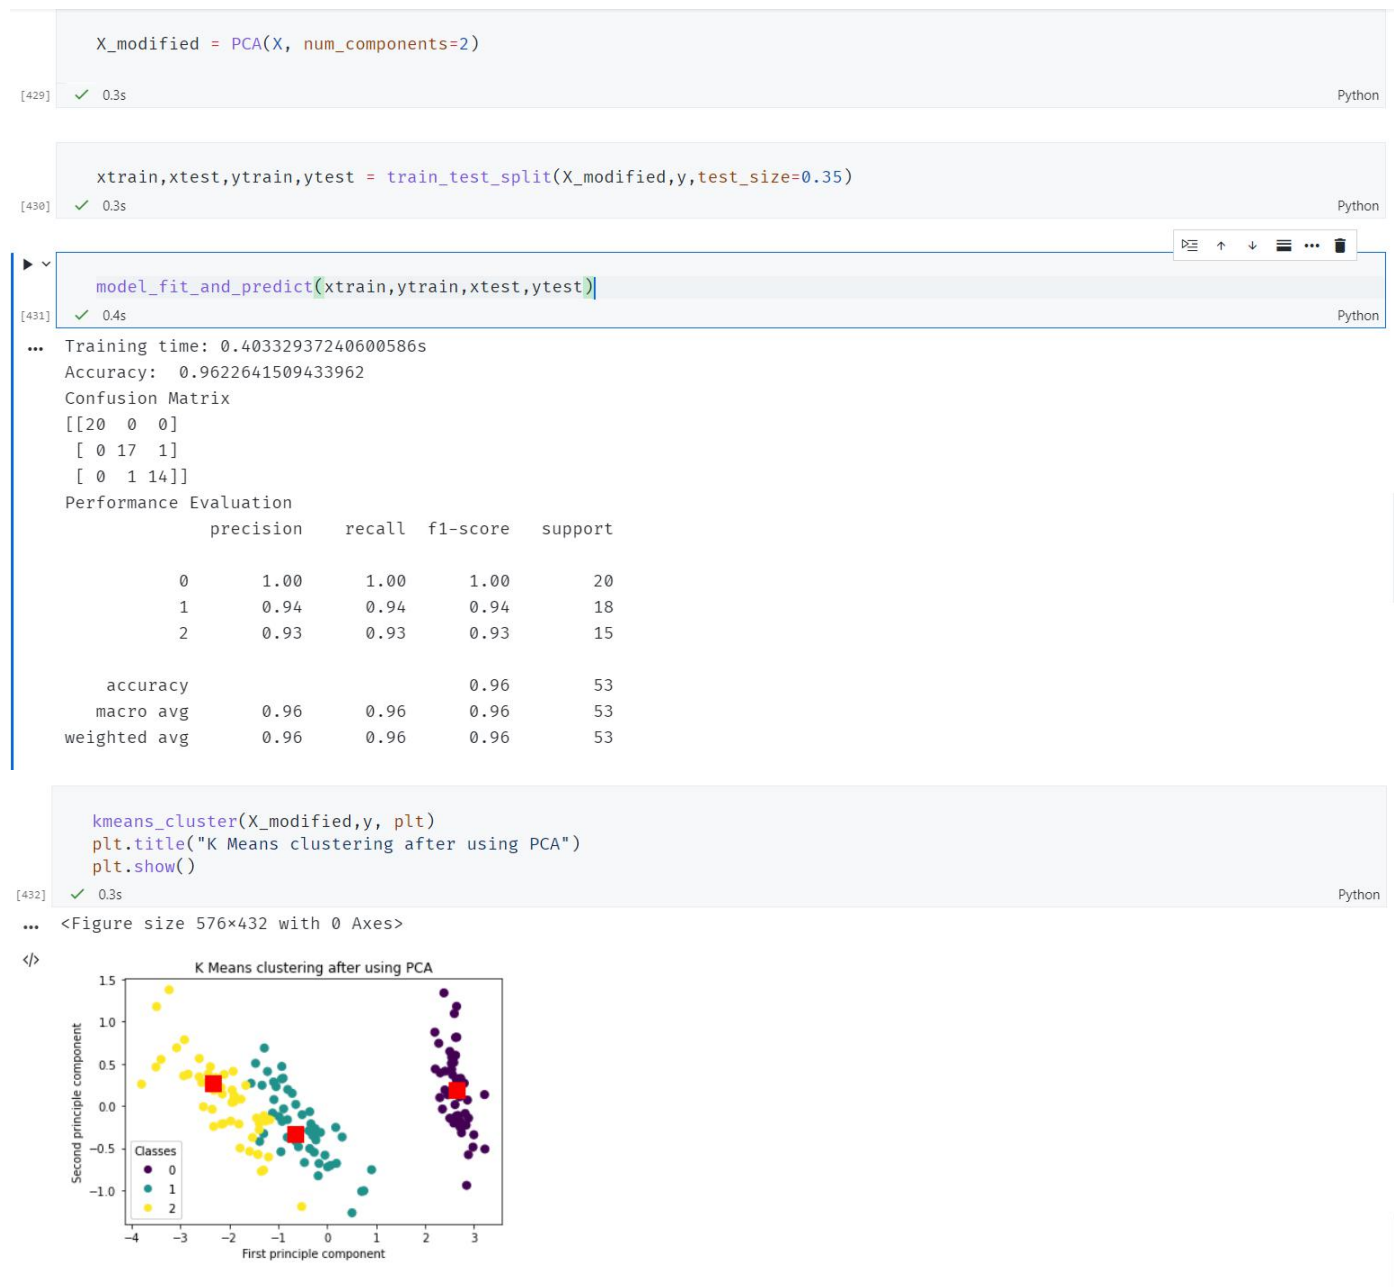 X_modified = PCA(X, num_components=2)
[429] 0.3s Python
xtrain,xtest,ytrain,ytest = train_test_split(X_modified,y,test_size=0.35)
[430] 0.3s Python
model_fit_and_predict(xtrain,ytrain,xtest,ytest)
[431] 0.4s Python
Training time: 0.40332937240600586s
Accuracy:  0.9622641509433962
Confusion Matrix
[[20  0  0]
 [ 0 17  1]
 [ 0  1 14]]
Performance Evaluation
precision recall f1-score support
0 1.00 1.00 1.00 20
1 0.94 0.94 0.94 18
2 0.93 0.93 0.93 15
accuracy 0.96 53
macro avg 0.96 0.96 0.96 53
weighted avg 0.96 0.96 0.96 53
kmeans_cluster(X_modified,y, plt)
plt.title("K Means clustering after using PCA")
plt.show()
[432] 0.3s Python
<Figure size 576×432 with 0 Axes>
K Means clustering after using PCA
1.5
1.0
0.5
0.0
−0.5
−1.0
Second principle component
Classes
0
1
2
−4 −3 −2 −1 0 1 2 3
First principle component